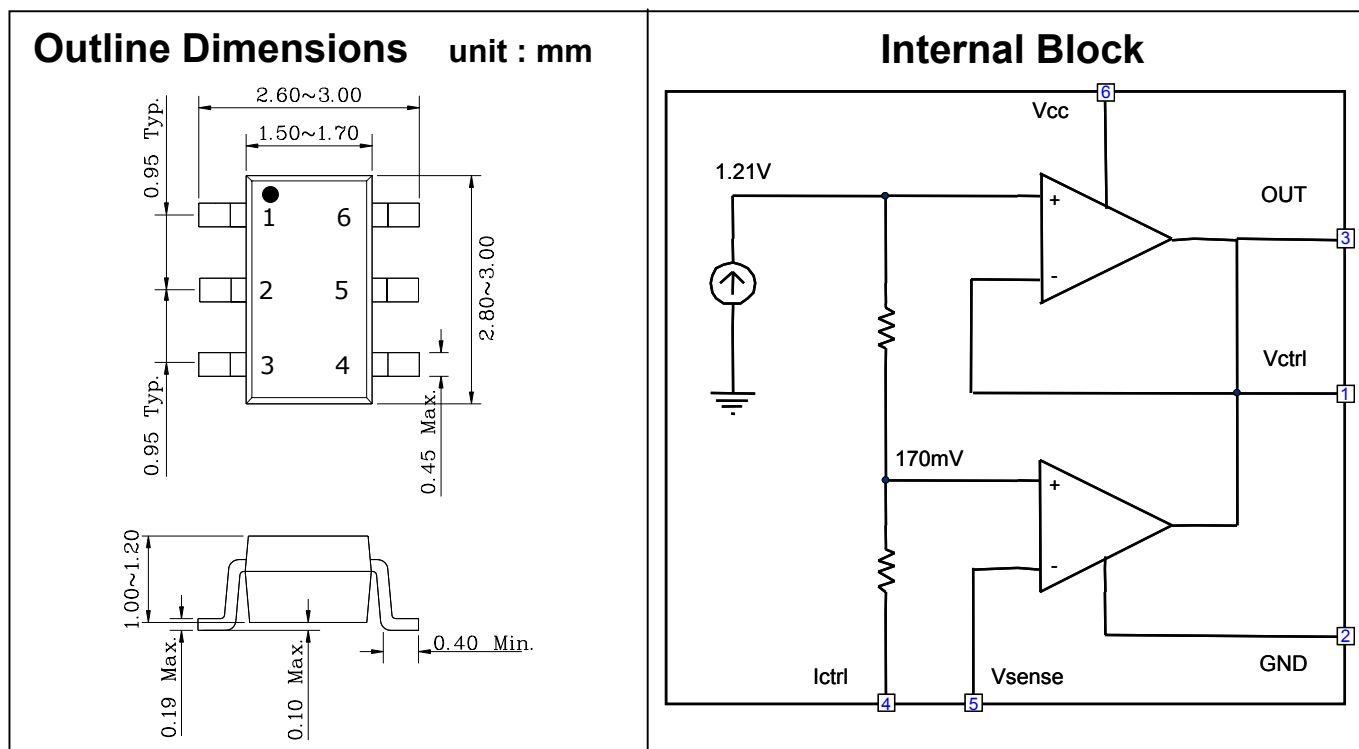 Outline Dimensions unit : mm
2.60~3.00
1.50~1.70
0.95 Typ.
0.95 Typ.
1 6
2 5
3 4
2.80~3.00
0.45 Max.
1.00~1.20
0.19 Max.
0.10 Max.
0.40 Min.
Internal Block
6
Vcc
1.21V
+
-
OUT
3
Vctrl
1
170mV
+
-
2
GND
Ictrl
4
Vsense
5